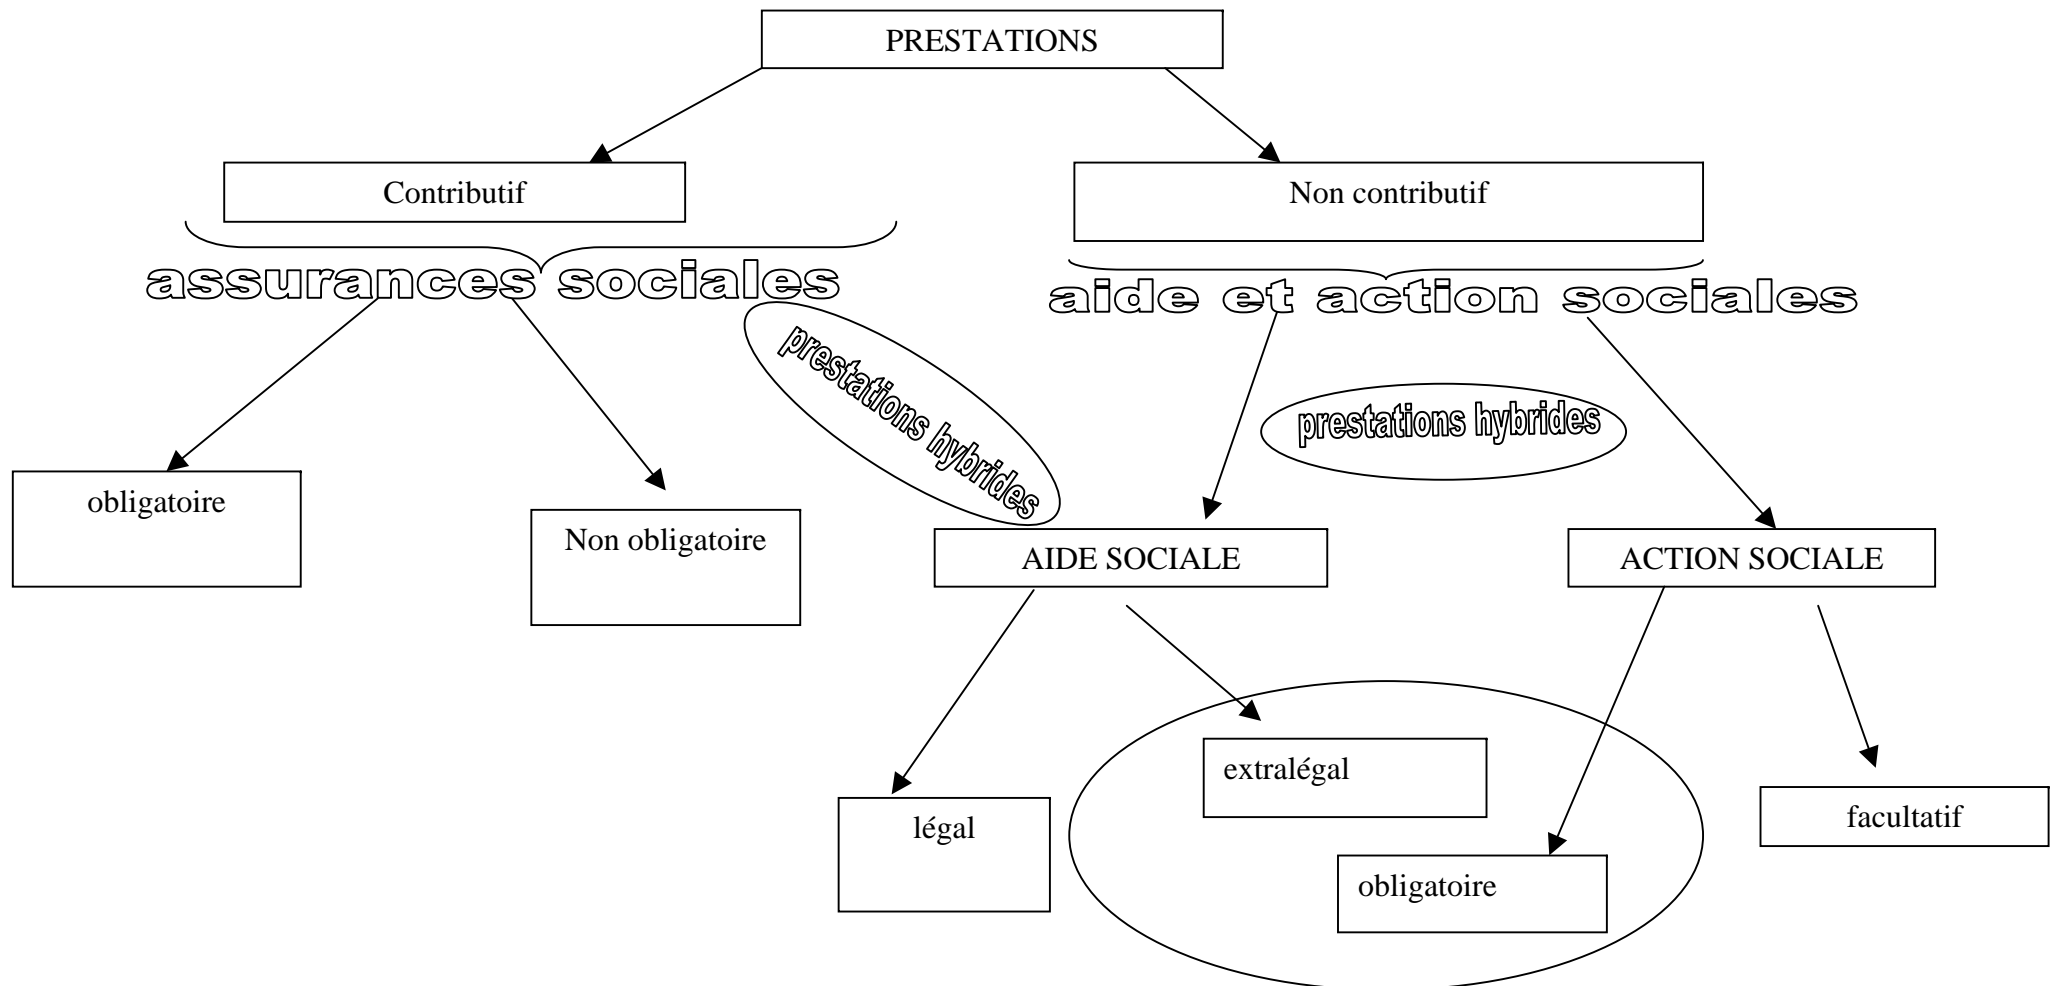 PRESTATIONS
Contributif
Non contributif
assurances sociales
aide et action sociales
prestations hybrides
prestations hybrides
obligatoire
Non obligatoire
AIDE SOCIALE
ACTION SOCIALE
extralégal
légal
facultatif
obligatoire